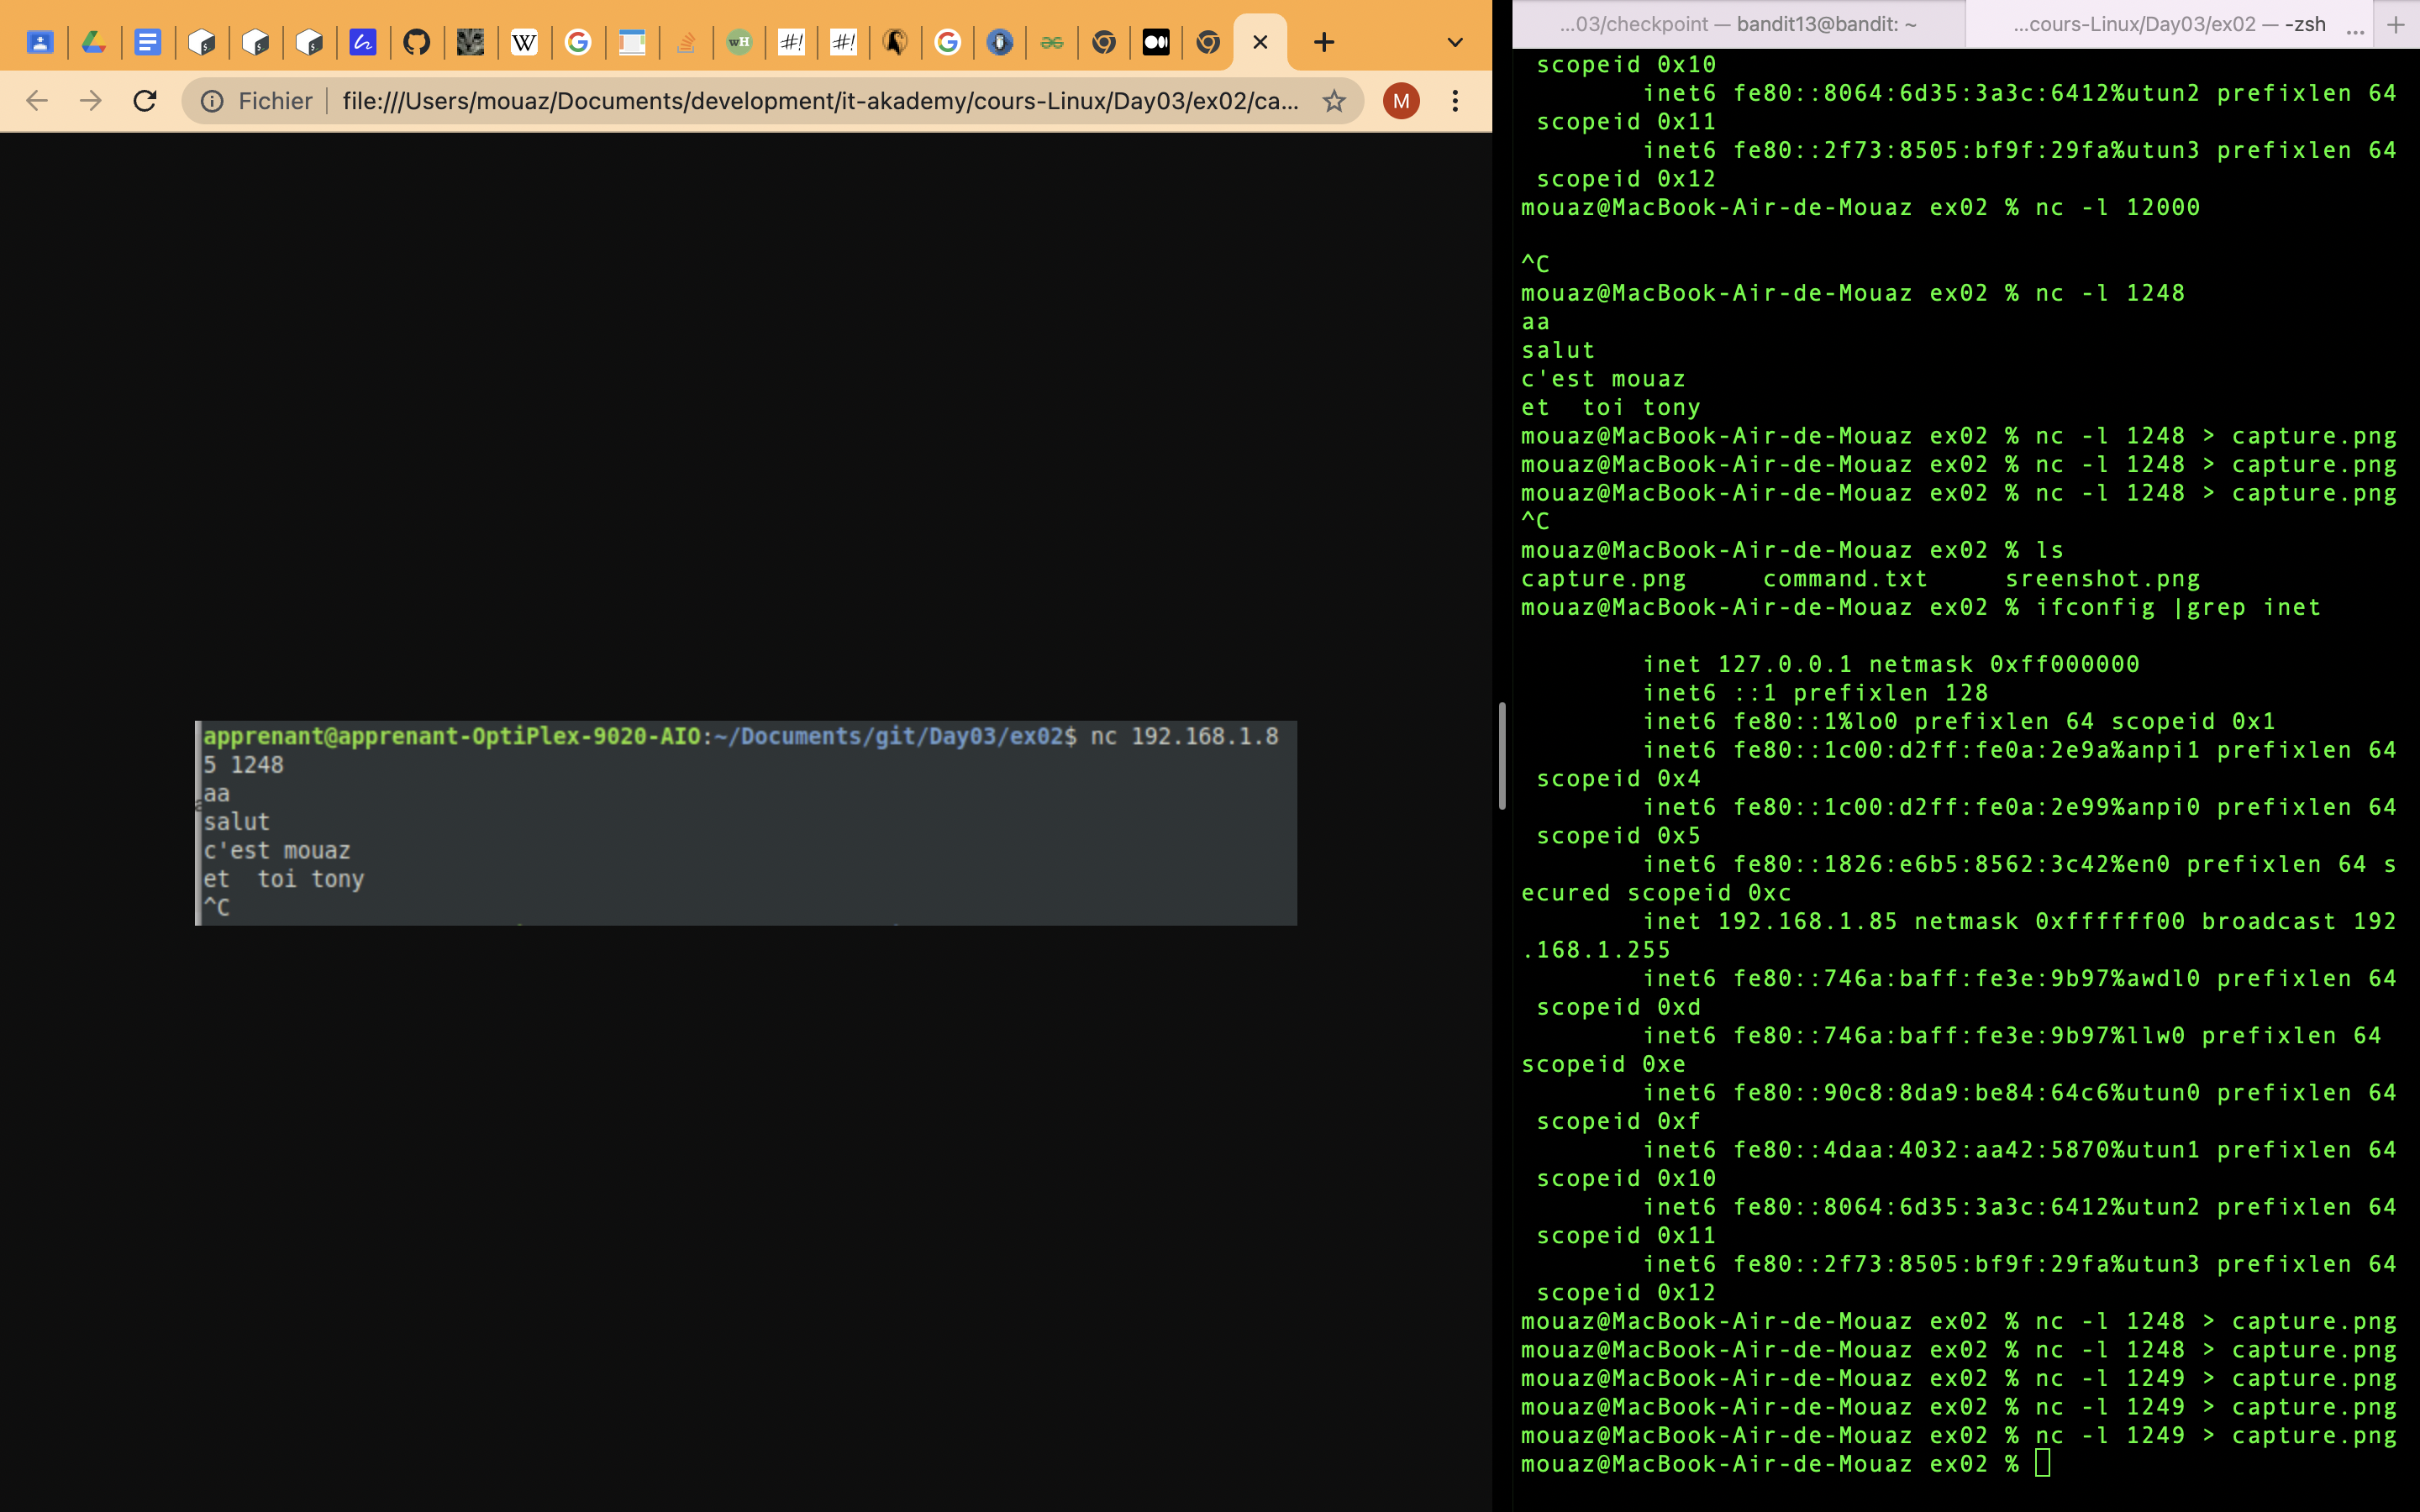 W
wH
#!
#!
Fichier
file:///Users/mouaz/Documents/development/it-akademy/cours-Linux/Day03/ex02/ca...
M
apprenant@apprenant-OptiPlex-9020-AIO:~/Documents/git/Day03/ex02$ nc 192.168.1.8
5 1248
aa
salut
c'est mouaz
et  toi tony
^C
...03/checkpoint — bandit13@bandit: ~
...cours-Linux/Day03/ex02 — -zsh ...
scopeid 0x10
inet6 fe80::8064:6d35:3a3c:6412%utun2 prefixlen 64
scopeid 0x11
inet6 fe80::2f73:8505:bf9f:29fa%utun3 prefixlen 64
scopeid 0x12
mouaz@MacBook-Air-de-Mouaz ex02 % nc -l 12000
^C
mouaz@MacBook-Air-de-Mouaz ex02 % nc -l 1248
aa
salut
c'est mouaz
et  toi tony
mouaz@MacBook-Air-de-Mouaz ex02 % nc -l 1248 > capture.png
mouaz@MacBook-Air-de-Mouaz ex02 % nc -l 1248 > capture.png
mouaz@MacBook-Air-de-Mouaz ex02 % nc -l 1248 > capture.png
^C
mouaz@MacBook-Air-de-Mouaz ex02 % ls
capture.png     command.txt     sreenshot.png
mouaz@MacBook-Air-de-Mouaz ex02 % ifconfig |grep inet
inet 127.0.0.1 netmask 0xff000000
inet6 ::1 prefixlen 128
inet6 fe80::1%lo0 prefixlen 64 scopeid 0x1
inet6 fe80::1c00:d2ff:fe0a:2e9a%anpi1 prefixlen 64
scopeid 0x4
inet6 fe80::1c00:d2ff:fe0a:2e99%anpi0 prefixlen 64
scopeid 0x5
inet6 fe80::1826:e6b5:8562:3c42%en0 prefixlen 64 s
ecured scopeid 0xc
inet 192.168.1.85 netmask 0xffffff00 broadcast 192
.168.1.255
inet6 fe80::746a:baff:fe3e:9b97%awdl0 prefixlen 64
scopeid 0xd
inet6 fe80::746a:baff:fe3e:9b97%llw0 prefixlen 64
scopeid 0xe
inet6 fe80::90c8:8da9:be84:64c6%utun0 prefixlen 64
scopeid 0xf
inet6 fe80::4daa:4032:aa42:5870%utun1 prefixlen 64
scopeid 0x10
inet6 fe80::8064:6d35:3a3c:6412%utun2 prefixlen 64
scopeid 0x11
inet6 fe80::2f73:8505:bf9f:29fa%utun3 prefixlen 64
scopeid 0x12
mouaz@MacBook-Air-de-Mouaz ex02 % nc -l 1248 > capture.png
mouaz@MacBook-Air-de-Mouaz ex02 % nc -l 1248 > capture.png
mouaz@MacBook-Air-de-Mouaz ex02 % nc -l 1249 > capture.png
mouaz@MacBook-Air-de-Mouaz ex02 % nc -l 1249 > capture.png
mouaz@MacBook-Air-de-Mouaz ex02 % nc -l 1249 > capture.png
mouaz@MacBook-Air-de-Mouaz ex02 %